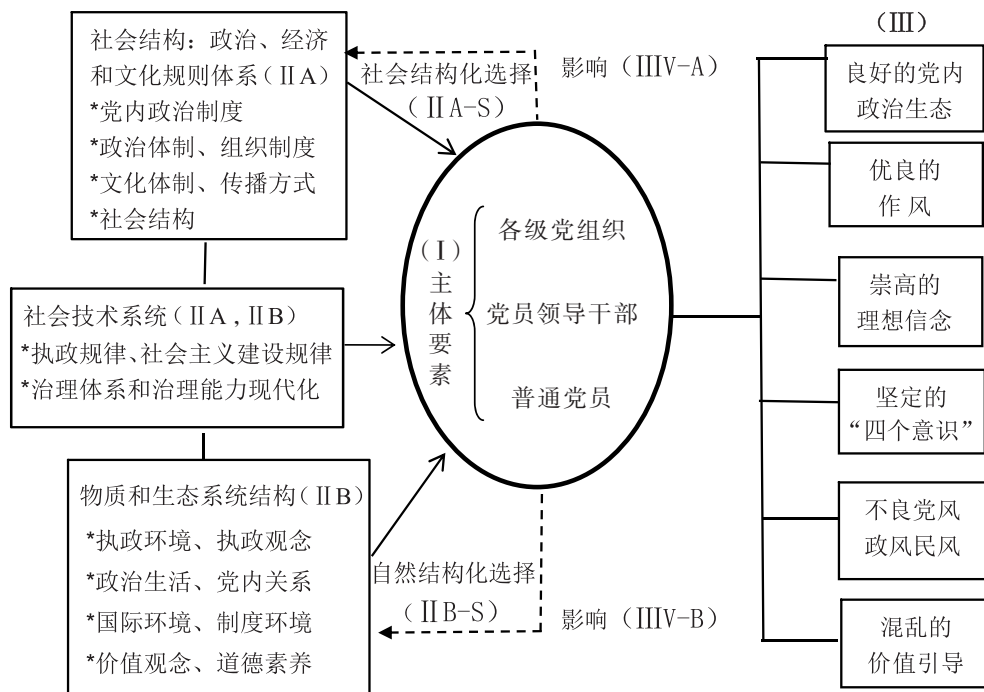 社会结构：政治、经济
和文化规则体系(ⅡA)
*党内政治制度
*政治体制、组织制度
*文化体制、传播方式
*社会结构
社会技术系统(ⅡA,ⅡB)
*执政规律、社会主义建设规律
*治理体系和治理能力现代化
物质和生态系统结构(ⅡB)
*执政环境、执政观念
*政治生活、党内关系
*国际环境、制度环境
*价值观念、道德素养
社会结构化选择
(ⅡA-S)
影响(IIIV-A)
(I)
主
体
要
素
各级党组织
党员领导干部
普通党员
自然结构化选择
(ⅡB-S)
影响(IIIV-B)
(III)
良好的党内
政治生态
优良的
作 风
崇高的
理想信念
坚定的
“四个意识”
不良党风
政风民风
混乱的
价值引导